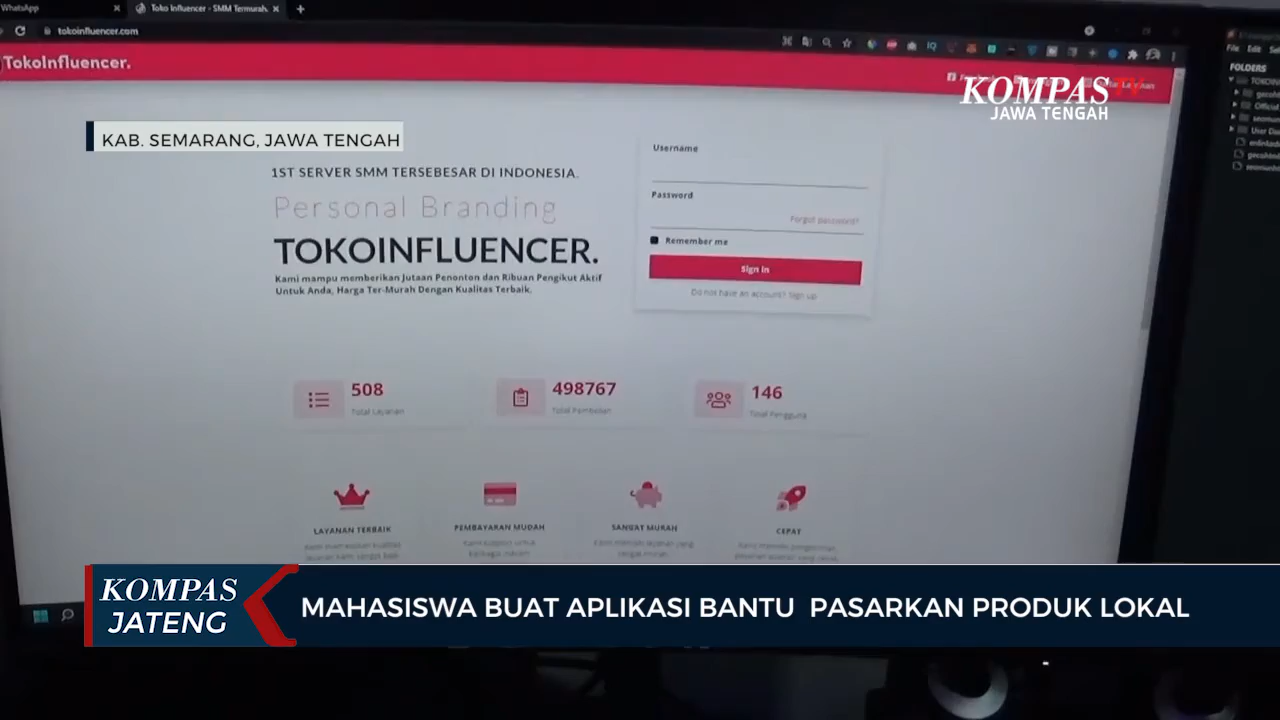 WhatsApp
Toko Influencer - SMM Termurah,
tokoinfluencer.com
File Edit
FOLDERS
TokoInfluencer.
KOMPAS TV
JAWA TENGAH
KAB. SEMARANG, JAWA TENGAH
1ST SERVER SMM TERSEBESAR DI INDONESIA.
Personal Branding
TOKOINFLUENCER.
Kami mampu memberikan Jutaan Penonton dan Ribuan Pengikut Aktif
Untuk Anda, Harga Ter-Murah Dengan Kualitas Terbaik.
Username
Password
Forgot password?
Remember me
Sign in
Do not have an account? Sign up
508
Total Layanan
498767
Total Pembelian
146
Total Pengguna
LAYANAN TERBAIK
PEMBAYARAN MUDAH
SANGAT MURAH
CEPAT
KOMPAS
JATENG
MAHASISWA BUAT APLIKASI BANTU PASARKAN PRODUK LOKAL